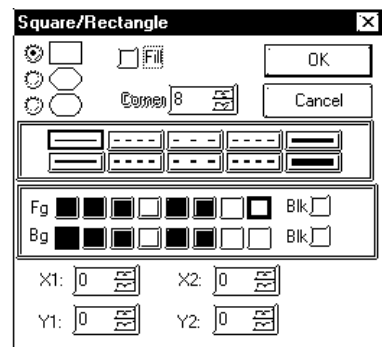 Square/Rectangle
Fill
OK
Corner 8
Cancel
Fg Blk
Bg Blk
X1: 0 X2: 0
Y1: 0 Y2: 0